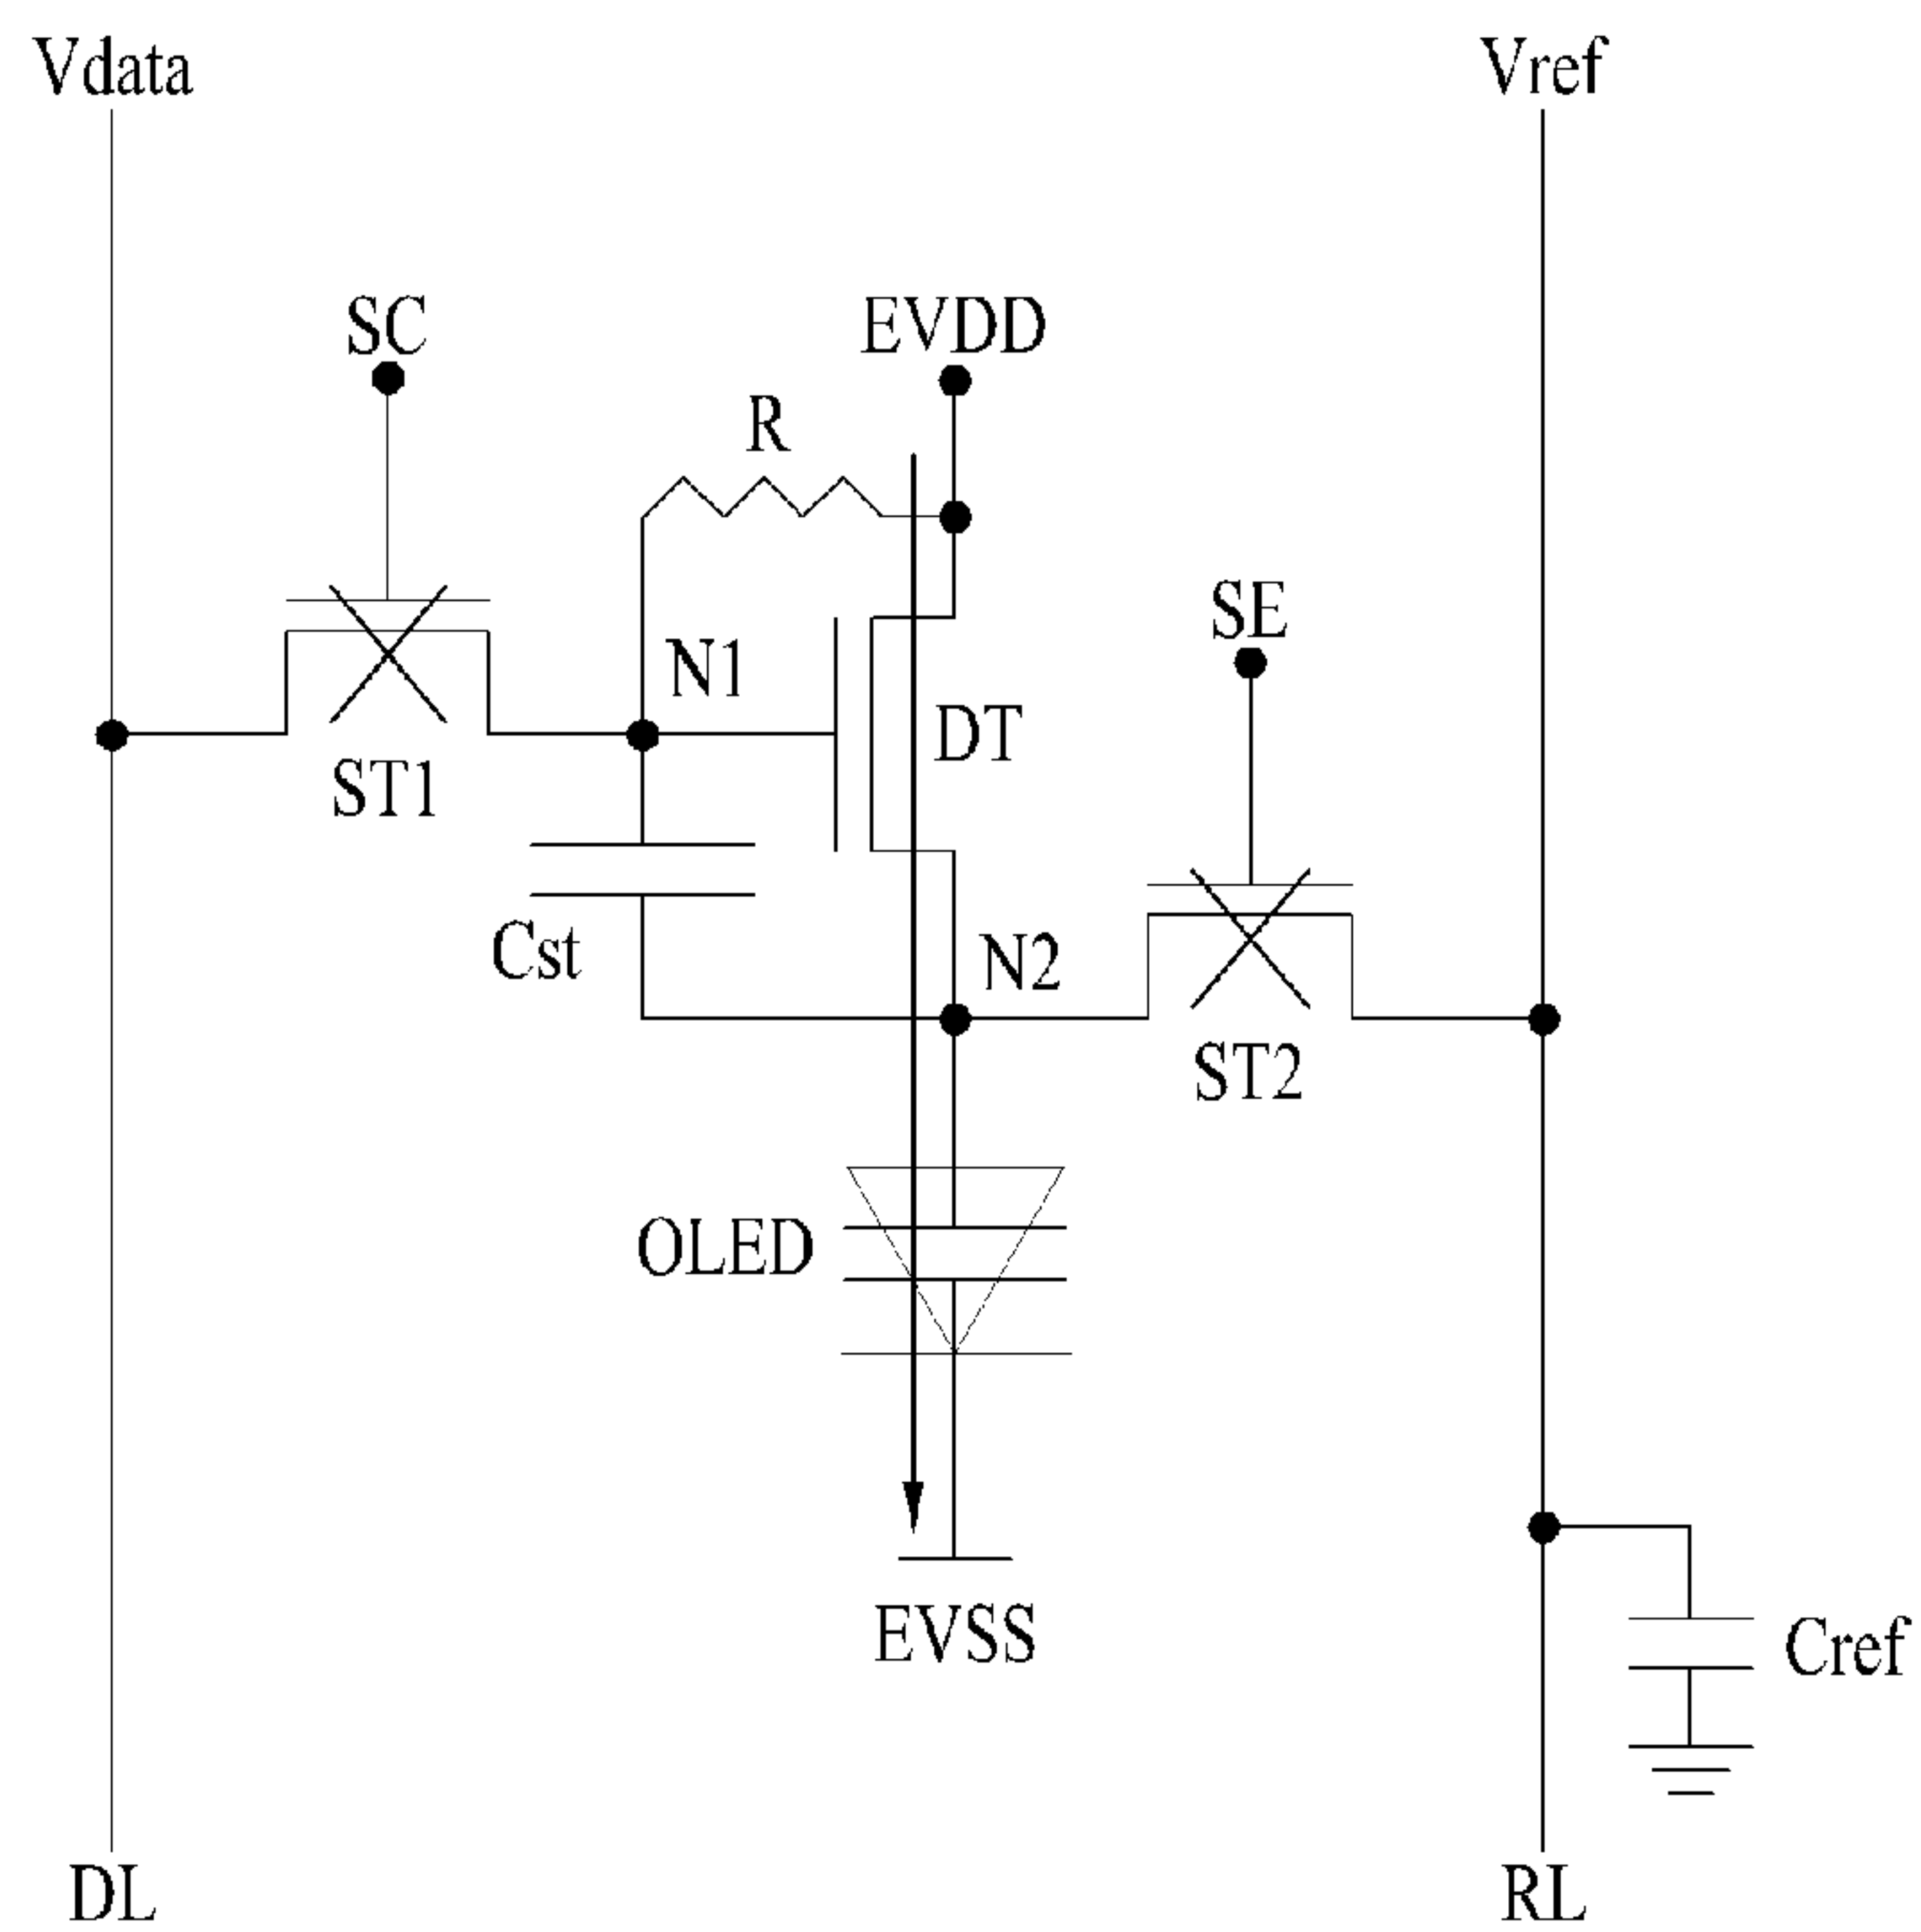 Vdata
Vref
SC
EVDD
R
SE
N1
DT
ST1
Cst
N2
ST2
OLED
EVSS
Cref
DL
RL